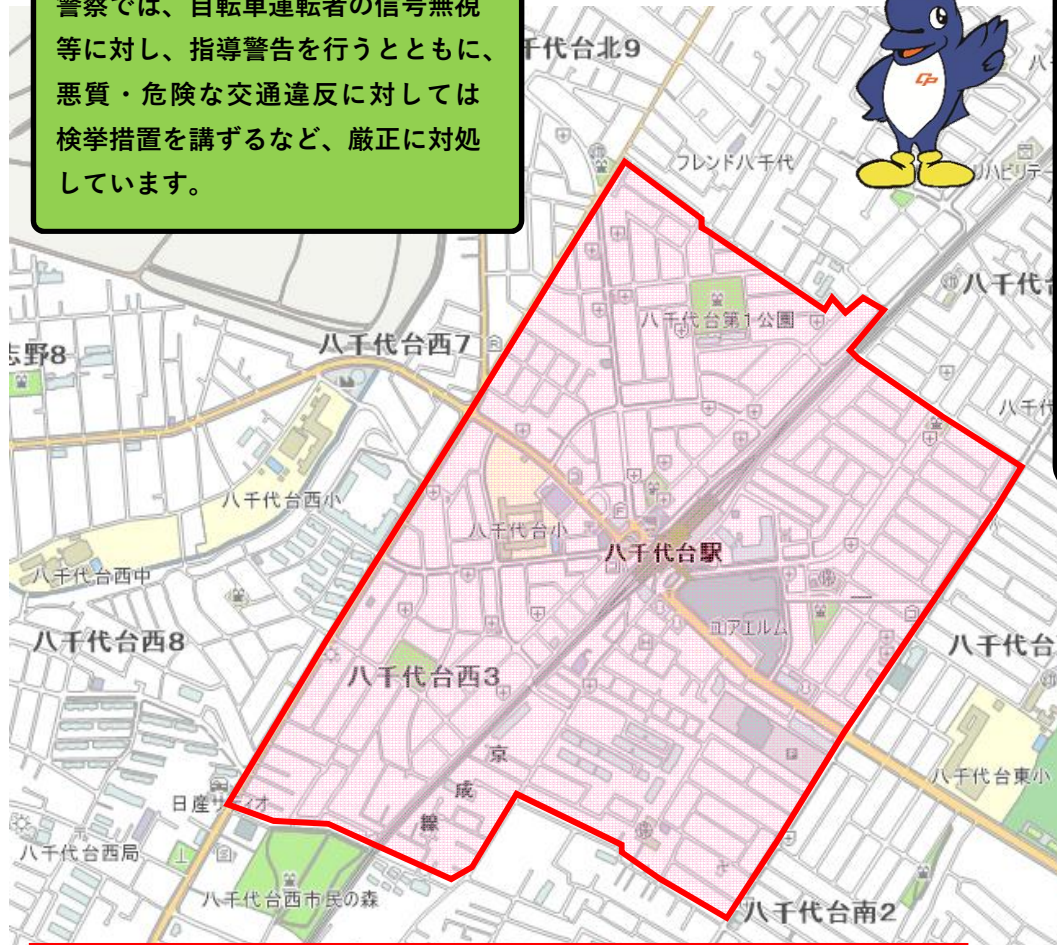 警察では、自転車運転者の信号無視
等に対し、指導警告を行うとともに、
悪質・危険な交通違反に対しては
検挙措置を講ずるなど、厳正に対処
しています。
千代台北9
CP
フレンド八千代
リハビリテー
八千代台第1公園
八千代台西7
志野8
八千代台西小
八千代台小
八千代台駅
八千代台西中
八千代台西8
八千代台西3
ユアエルム
八千代台
京
成
線
日産サティオ
八千代台東小
八千代台西局
八千代台西市民の森
八千代台南2